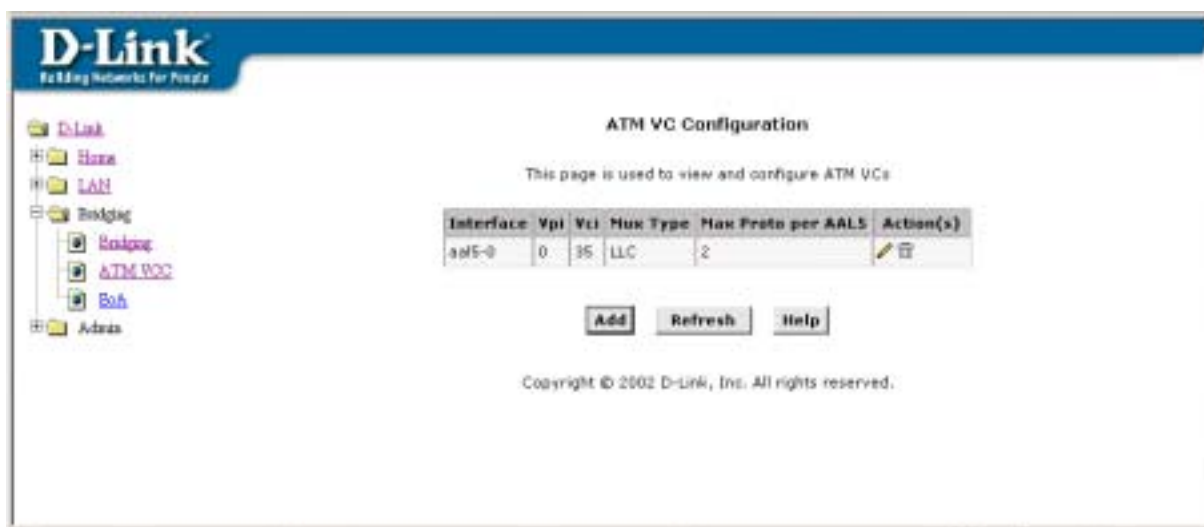 D-Link
Building Networks for People
D-Link
Home
LAN
Bridging
Bridging
ATM VCC
EoA
Admin
ATM VC Configuration
This page is used to view and configure ATM VCs
Interface Vpi Vci Mux Type Max Proto per AAL5 Action(s)
aal5-0 0 35 LLC 2
Add Refresh Help
Copyright © 2002 D-Link, Inc. All rights reserved.